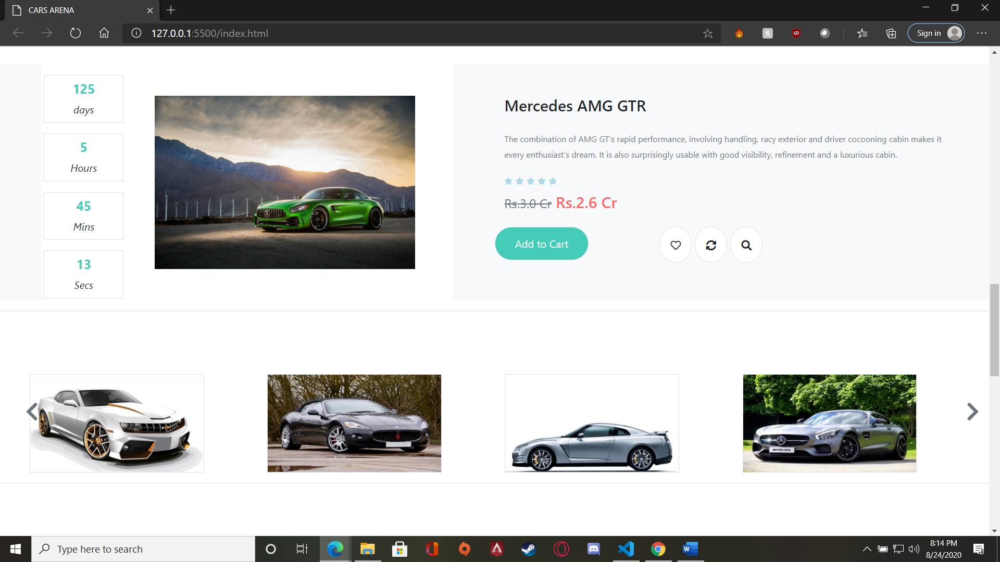 CARS ARENA
127.0.0.1:5500/index.html
Sign in
125
days
5
Hours
45
Mins
13
Secs
Mercedes AMG GTR
The combination of AMG GT's rapid performance, involving handling, racy exterior and driver cocooning cabin makes it
every enthusiast's dream. It is also surprisingly usable with good visibility, refinement and a luxurious cabin.
Rs.3.0 Cr Rs.2.6 Cr
Add to Cart
AMG
Type here to search
8:14 PM
8/24/2020